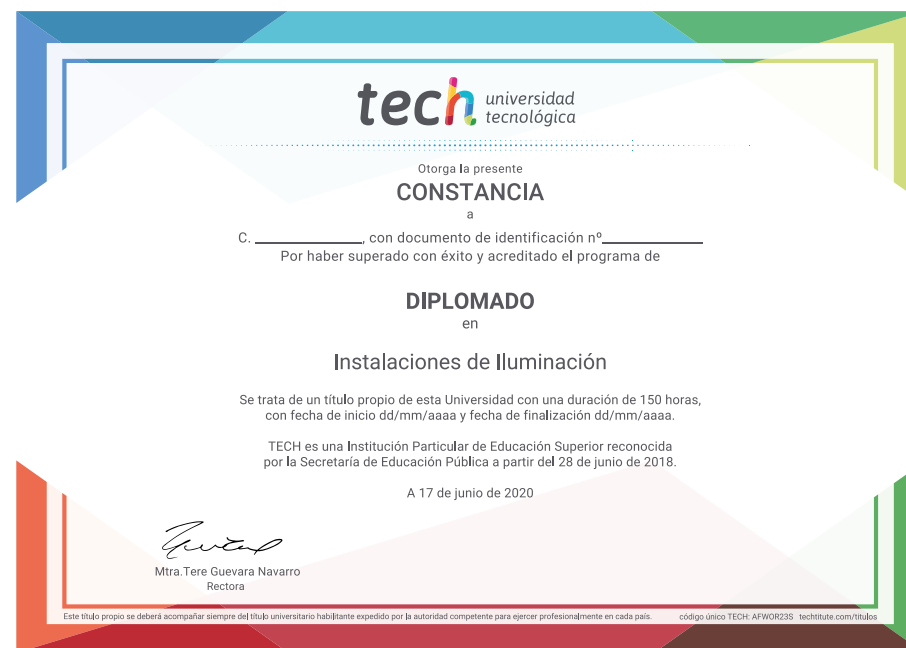 tech universidad
tecnológica
Otorga la presente
CONSTANCIA
a
C. ____________, con documento de identificación nº____________
Por haber superado con éxito y acreditado el programa de
DIPLOMADO
en
Instalaciones de Iluminación
Se trata de un título propio de esta Universidad con una duración de 150 horas,
con fecha de inicio dd/mm/aaaa y fecha de finalización dd/mm/aaaa.
TECH es una Institución Particular de Educación Superior reconocida
por la Secretaría de Educación Pública a partir del 28 de junio de 2018.
A 17 de junio de 2020
Mtra.Tere Guevara Navarro
Rectora
Este título propio se deberá acompañar siempre del título universitario habilitante expedido por la autoridad competente para ejercer profesionalmente en cada país. código único TECH: AFWOR23S techtitute.com/titulos